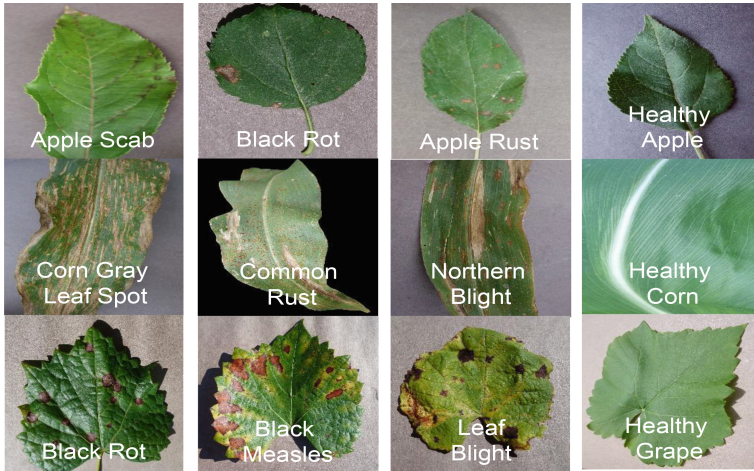 Apple Scab
Black Rot
Apple Rust
Healthy
Apple
Corn Gray
Leaf Spot
Common
Rust
Northern
Blight
Healthy
Corn
Black Rot
Black
Measles
Leaf
Blight
Healthy
Grape